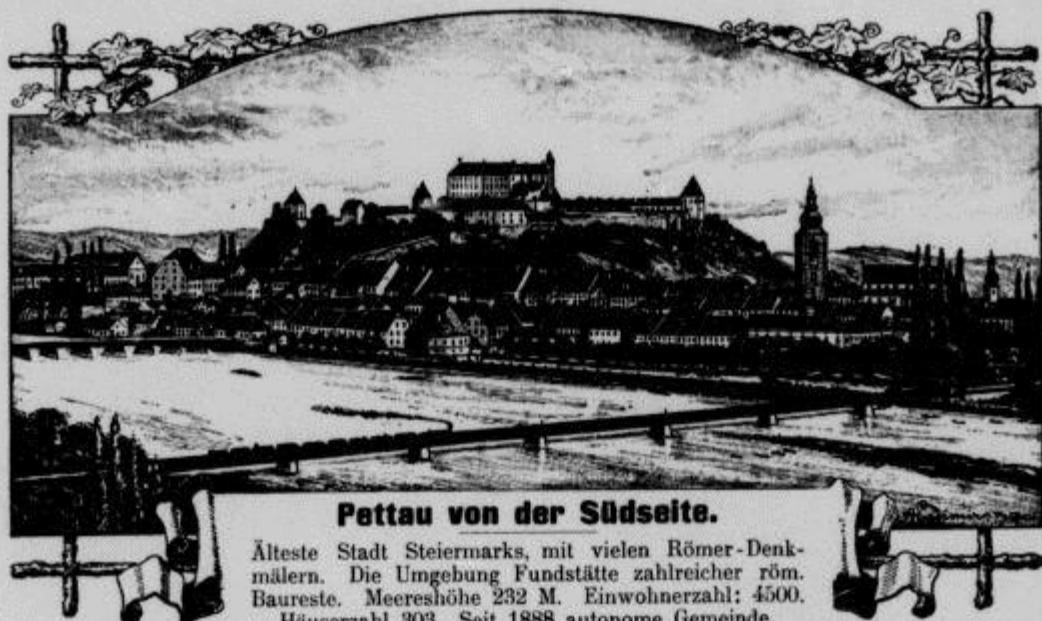 Pettau von der Südseite.
Älteste Stadt Steiermarks, mit vielen Römer-Denk-
mälern. Die Umgebung Fundstätte zahlreicher röm.
Baureste. Meereshöhe 232 M. Einwohnerzahl: 4500.
Häuserzahl 303. Seit 1888 autonome Gemeinde.